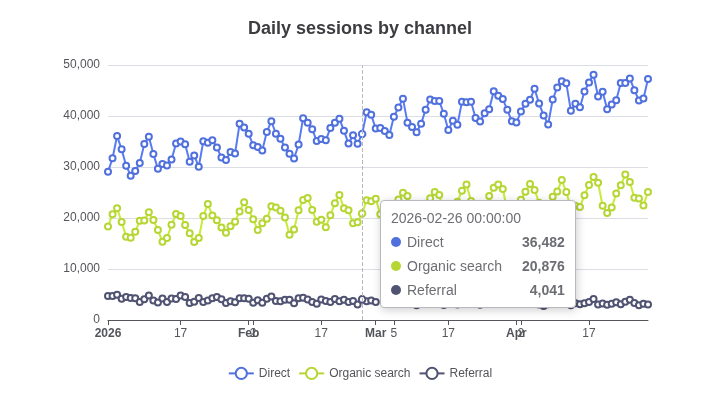 Daily sessions by channel
50,000
40,000
30,000
20,000
10,000
0
2026-02-26 00:00:00
Direct 36,482
Organic search 20,876
Referral 4,041
2026 17 Feb 2 17 Mar 5 17 Apr 2 17
Direct Organic search Referral